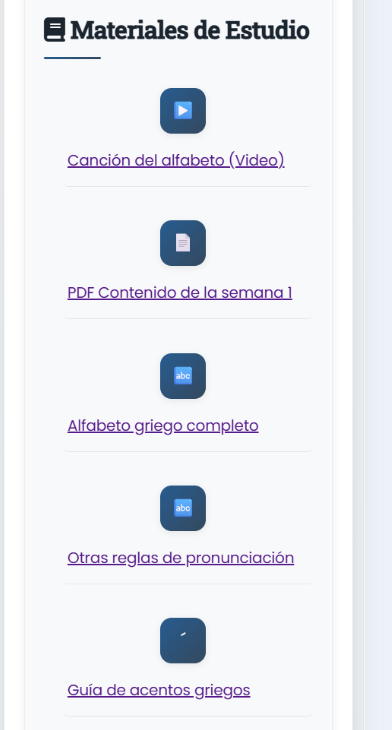 Materiales de Estudio
Canción del alfabeto (Video)
PDF Contenido de la semana 1
abc
Alfabeto griego completo
abc
Otras reglas de pronunciación
Guía de acentos griegos